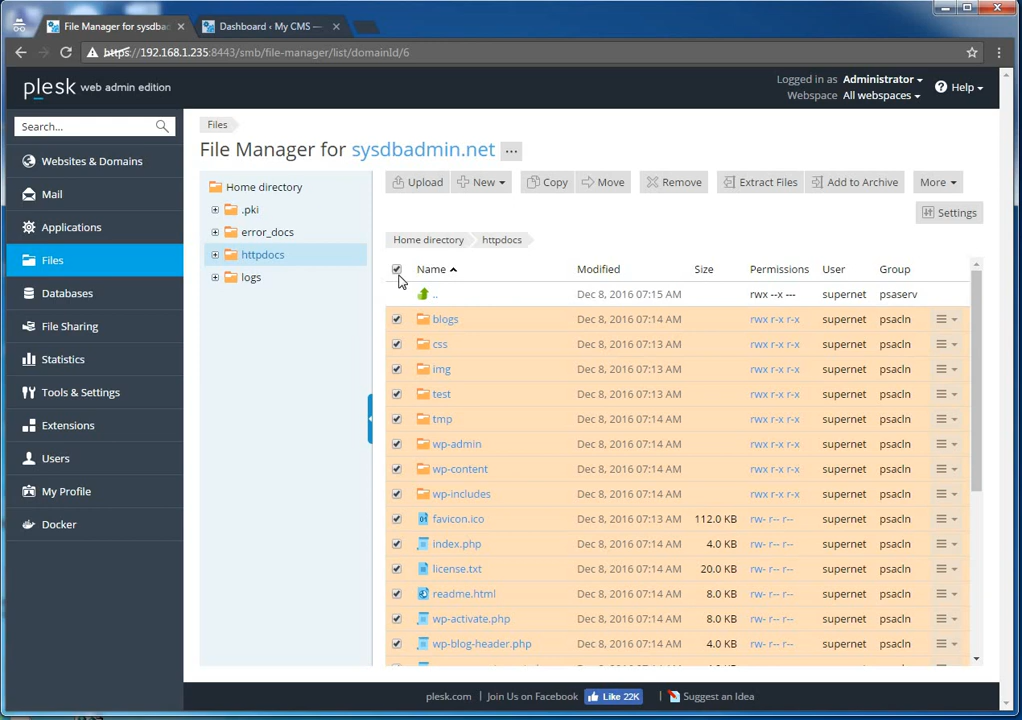 File Manager for sysdba
Dashboard ‹ My CMS —
https://192.168.1.235:8443/smb/file-manager/list/domainId/6
plesk web admin edition
Logged in as Administrator
Webspace All webspaces
Help
Search...
Websites & Domains
Mail
Applications
Files
Databases
File Sharing
Statistics
Tools & Settings
Extensions
Users
My Profile
Docker
Files
File Manager for sysdbadmin.net ...
Home directory
.pki
error_docs
httpdocs
logs
Upload New Copy Move Remove Extract Files Add to Archive More
Settings
Home directory httpdocs
Name Modified Size Permissions User Group
.. Dec 8, 2016 07:15 AM rwx --x --- supernet psaserv
blogs Dec 8, 2016 07:14 AM rwx r-x r-x supernet psacln
css Dec 8, 2016 07:13 AM rwx r-x r-x supernet psacln
img Dec 8, 2016 07:13 AM rwx r-x r-x supernet psacln
test Dec 8, 2016 07:14 AM rwx r-x r-x supernet psacln
tmp Dec 8, 2016 07:14 AM rwx r-x r-x supernet psacln
wp-admin Dec 8, 2016 07:14 AM rwx r-x r-x supernet psacln
wp-content Dec 8, 2016 07:14 AM rwx r-x r-x supernet psacln
wp-includes Dec 8, 2016 07:14 AM rwx r-x r-x supernet psacln
favicon.ico Dec 8, 2016 07:13 AM 112.0 KB rw- r-- r-- supernet psacln
index.php Dec 8, 2016 07:14 AM 4.0 KB rw- r-- r-- supernet psacln
license.txt Dec 8, 2016 07:14 AM 20.0 KB rw- r-- r-- supernet psacln
readme.html Dec 8, 2016 07:14 AM 8.0 KB rw- r-- r-- supernet psacln
wp-activate.php Dec 8, 2016 07:14 AM 8.0 KB rw- r-- r-- supernet psacln
wp-blog-header.php Dec 8, 2016 07:14 AM 4.0 KB rw- r-- r-- supernet psacln
plesk.com | Join Us on Facebook Like 22K | Suggest an Idea